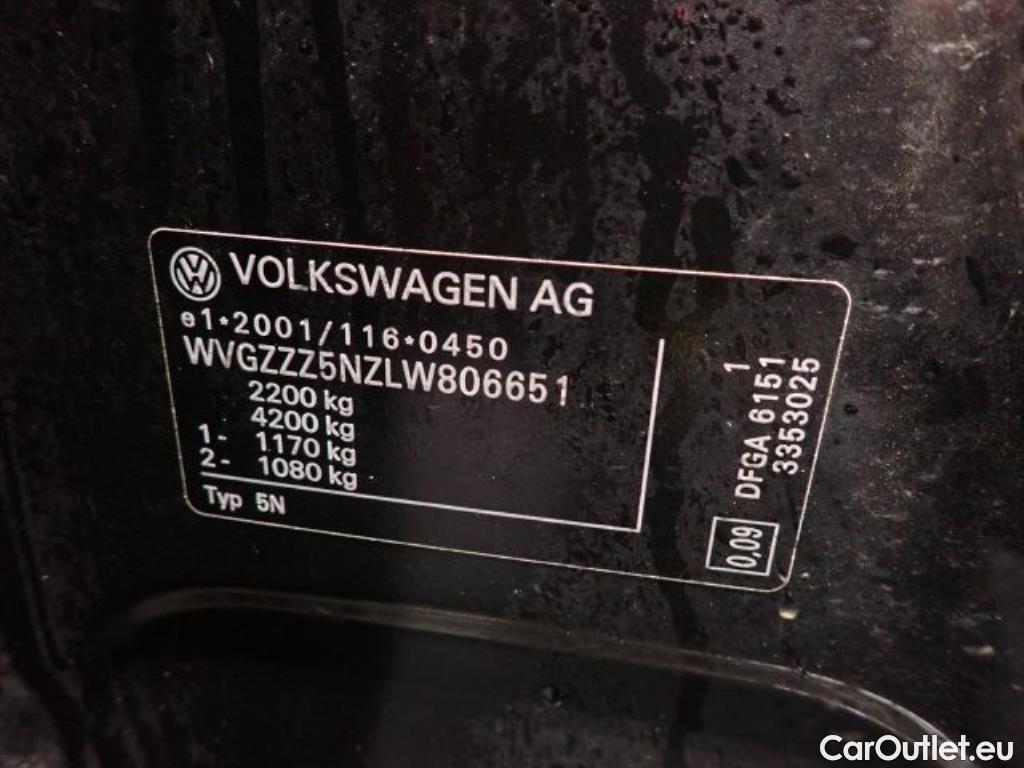 VOLKSWAGEN AG
e1*2001/116*0450
WVGZZZ5NZLW806651
2200 kg
4200 kg
1- 1170 kg
2- 1080 kg
Typ 5N
1
DFGA 6151
3353025
0,09
CarOutlet.eu